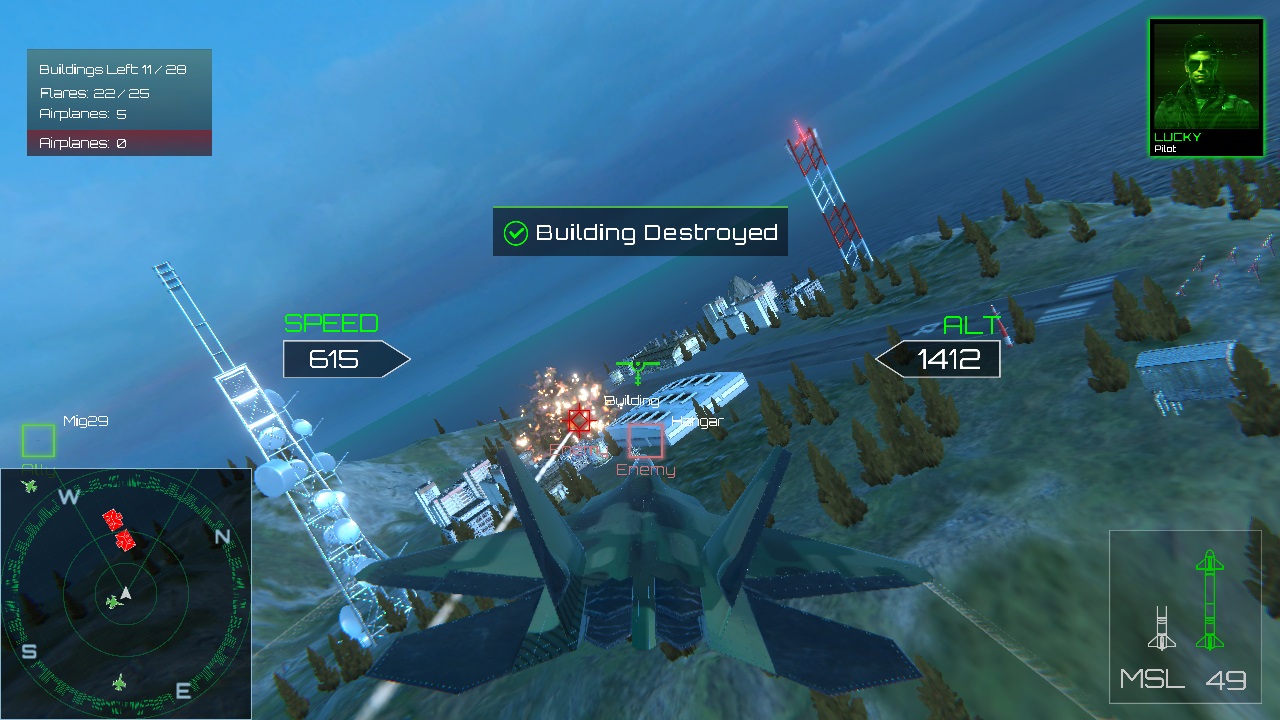 Buildings Left 11 / 28
Flares: 22 / 25
Airplanes: 5
Airplanes: 0
LUCKY
Pilot
Building Destroyed
SPEED
615
ALT
1412
Building
Hangar
Enemy
Enemy
Mig29
W
N
S
E
MSL 49